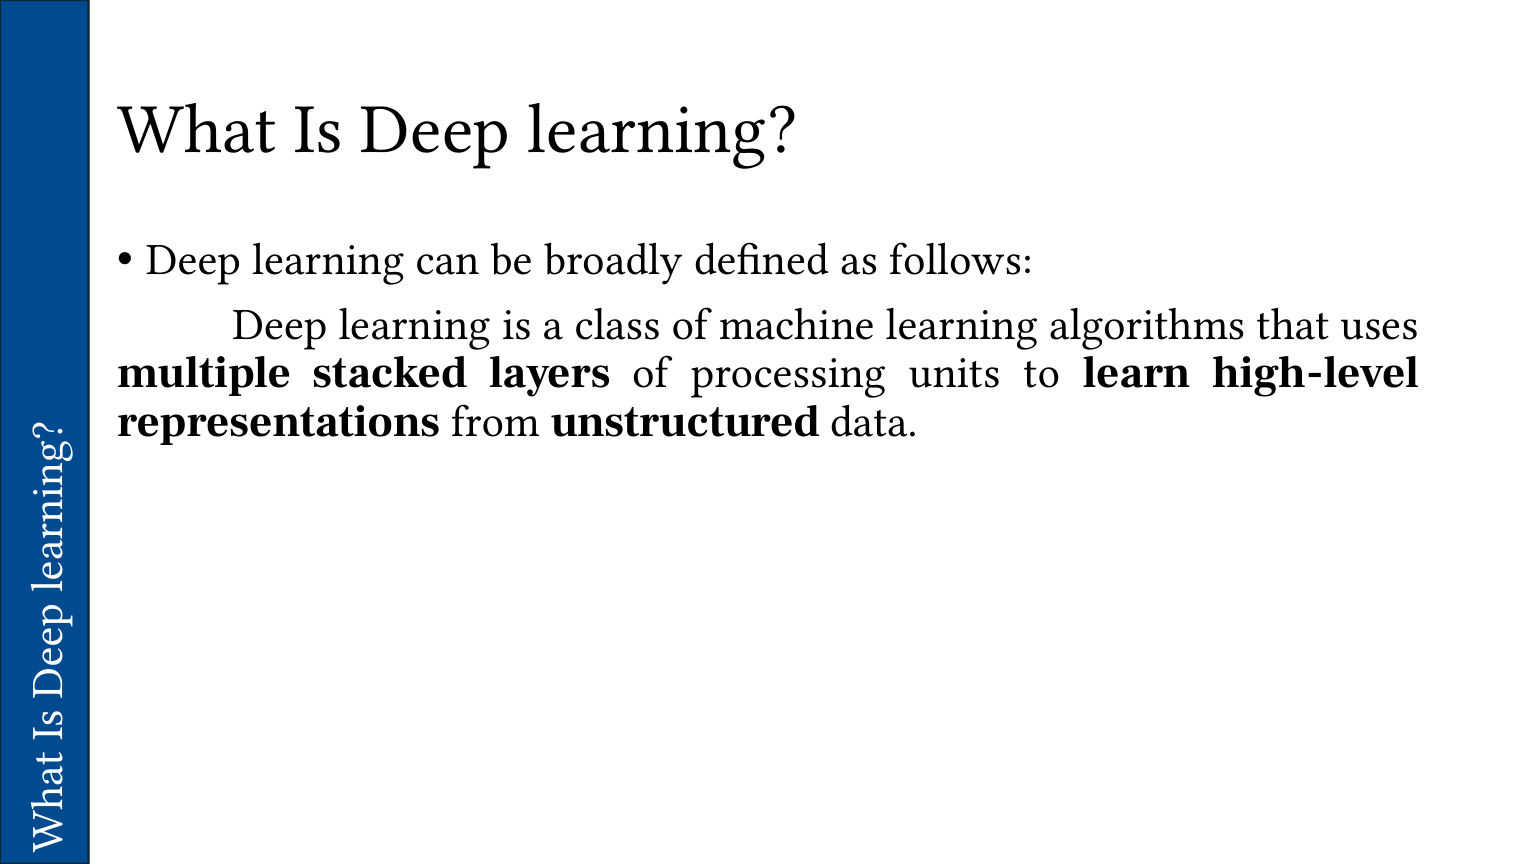 What Is Deep learning?
• Deep learning can be broadly defined as follows:
Deep learning is a class of machine learning algorithms that uses
multiple stacked layers of processing units to learn high-level
representations from unstructured data.
What Is Deep learning?